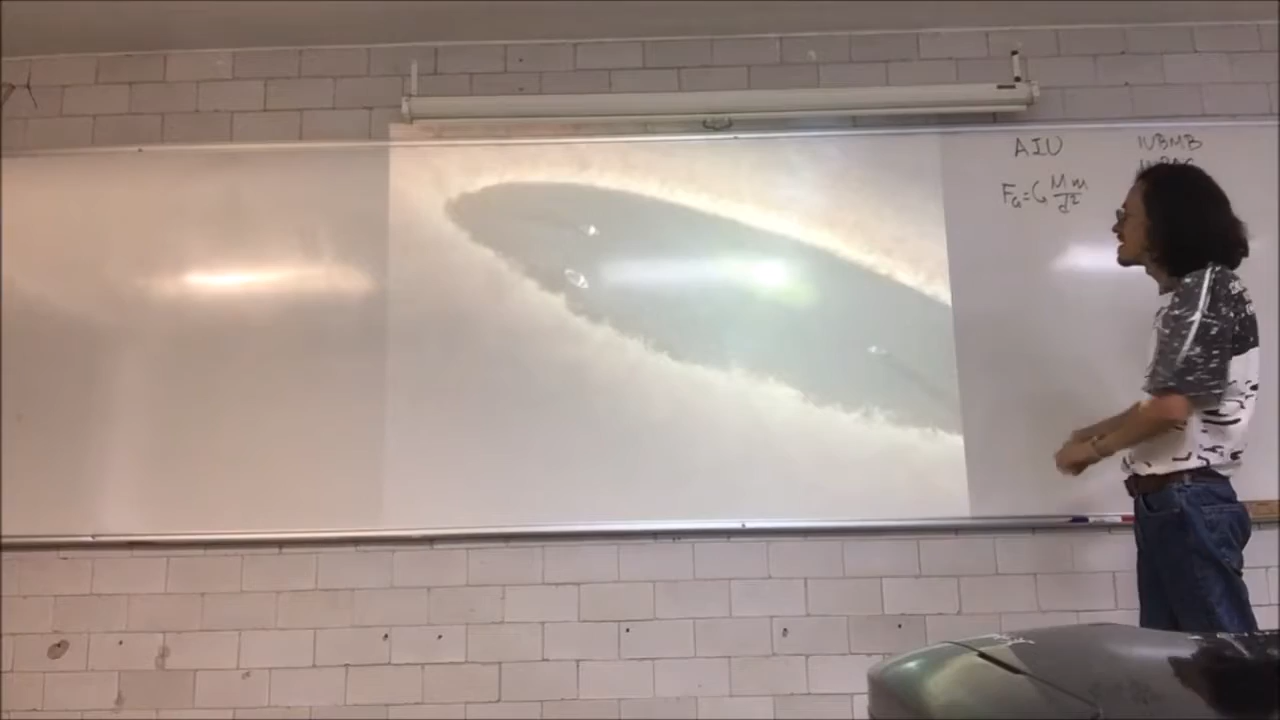 AIU
IUBMB
F_G = G Mm/d²